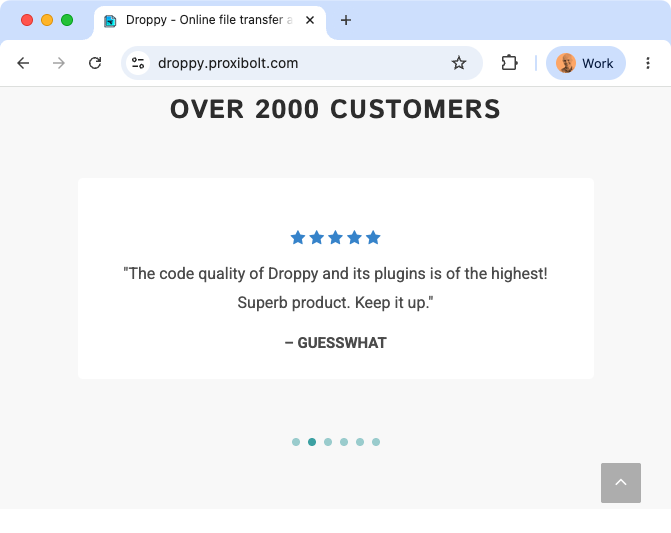 Droppy - Online file transfer a
droppy.proxibolt.com
Work
OVER 2000 CUSTOMERS
"The code quality of Droppy and its plugins is of the highest!
Superb product. Keep it up."
– GUESSWHAT